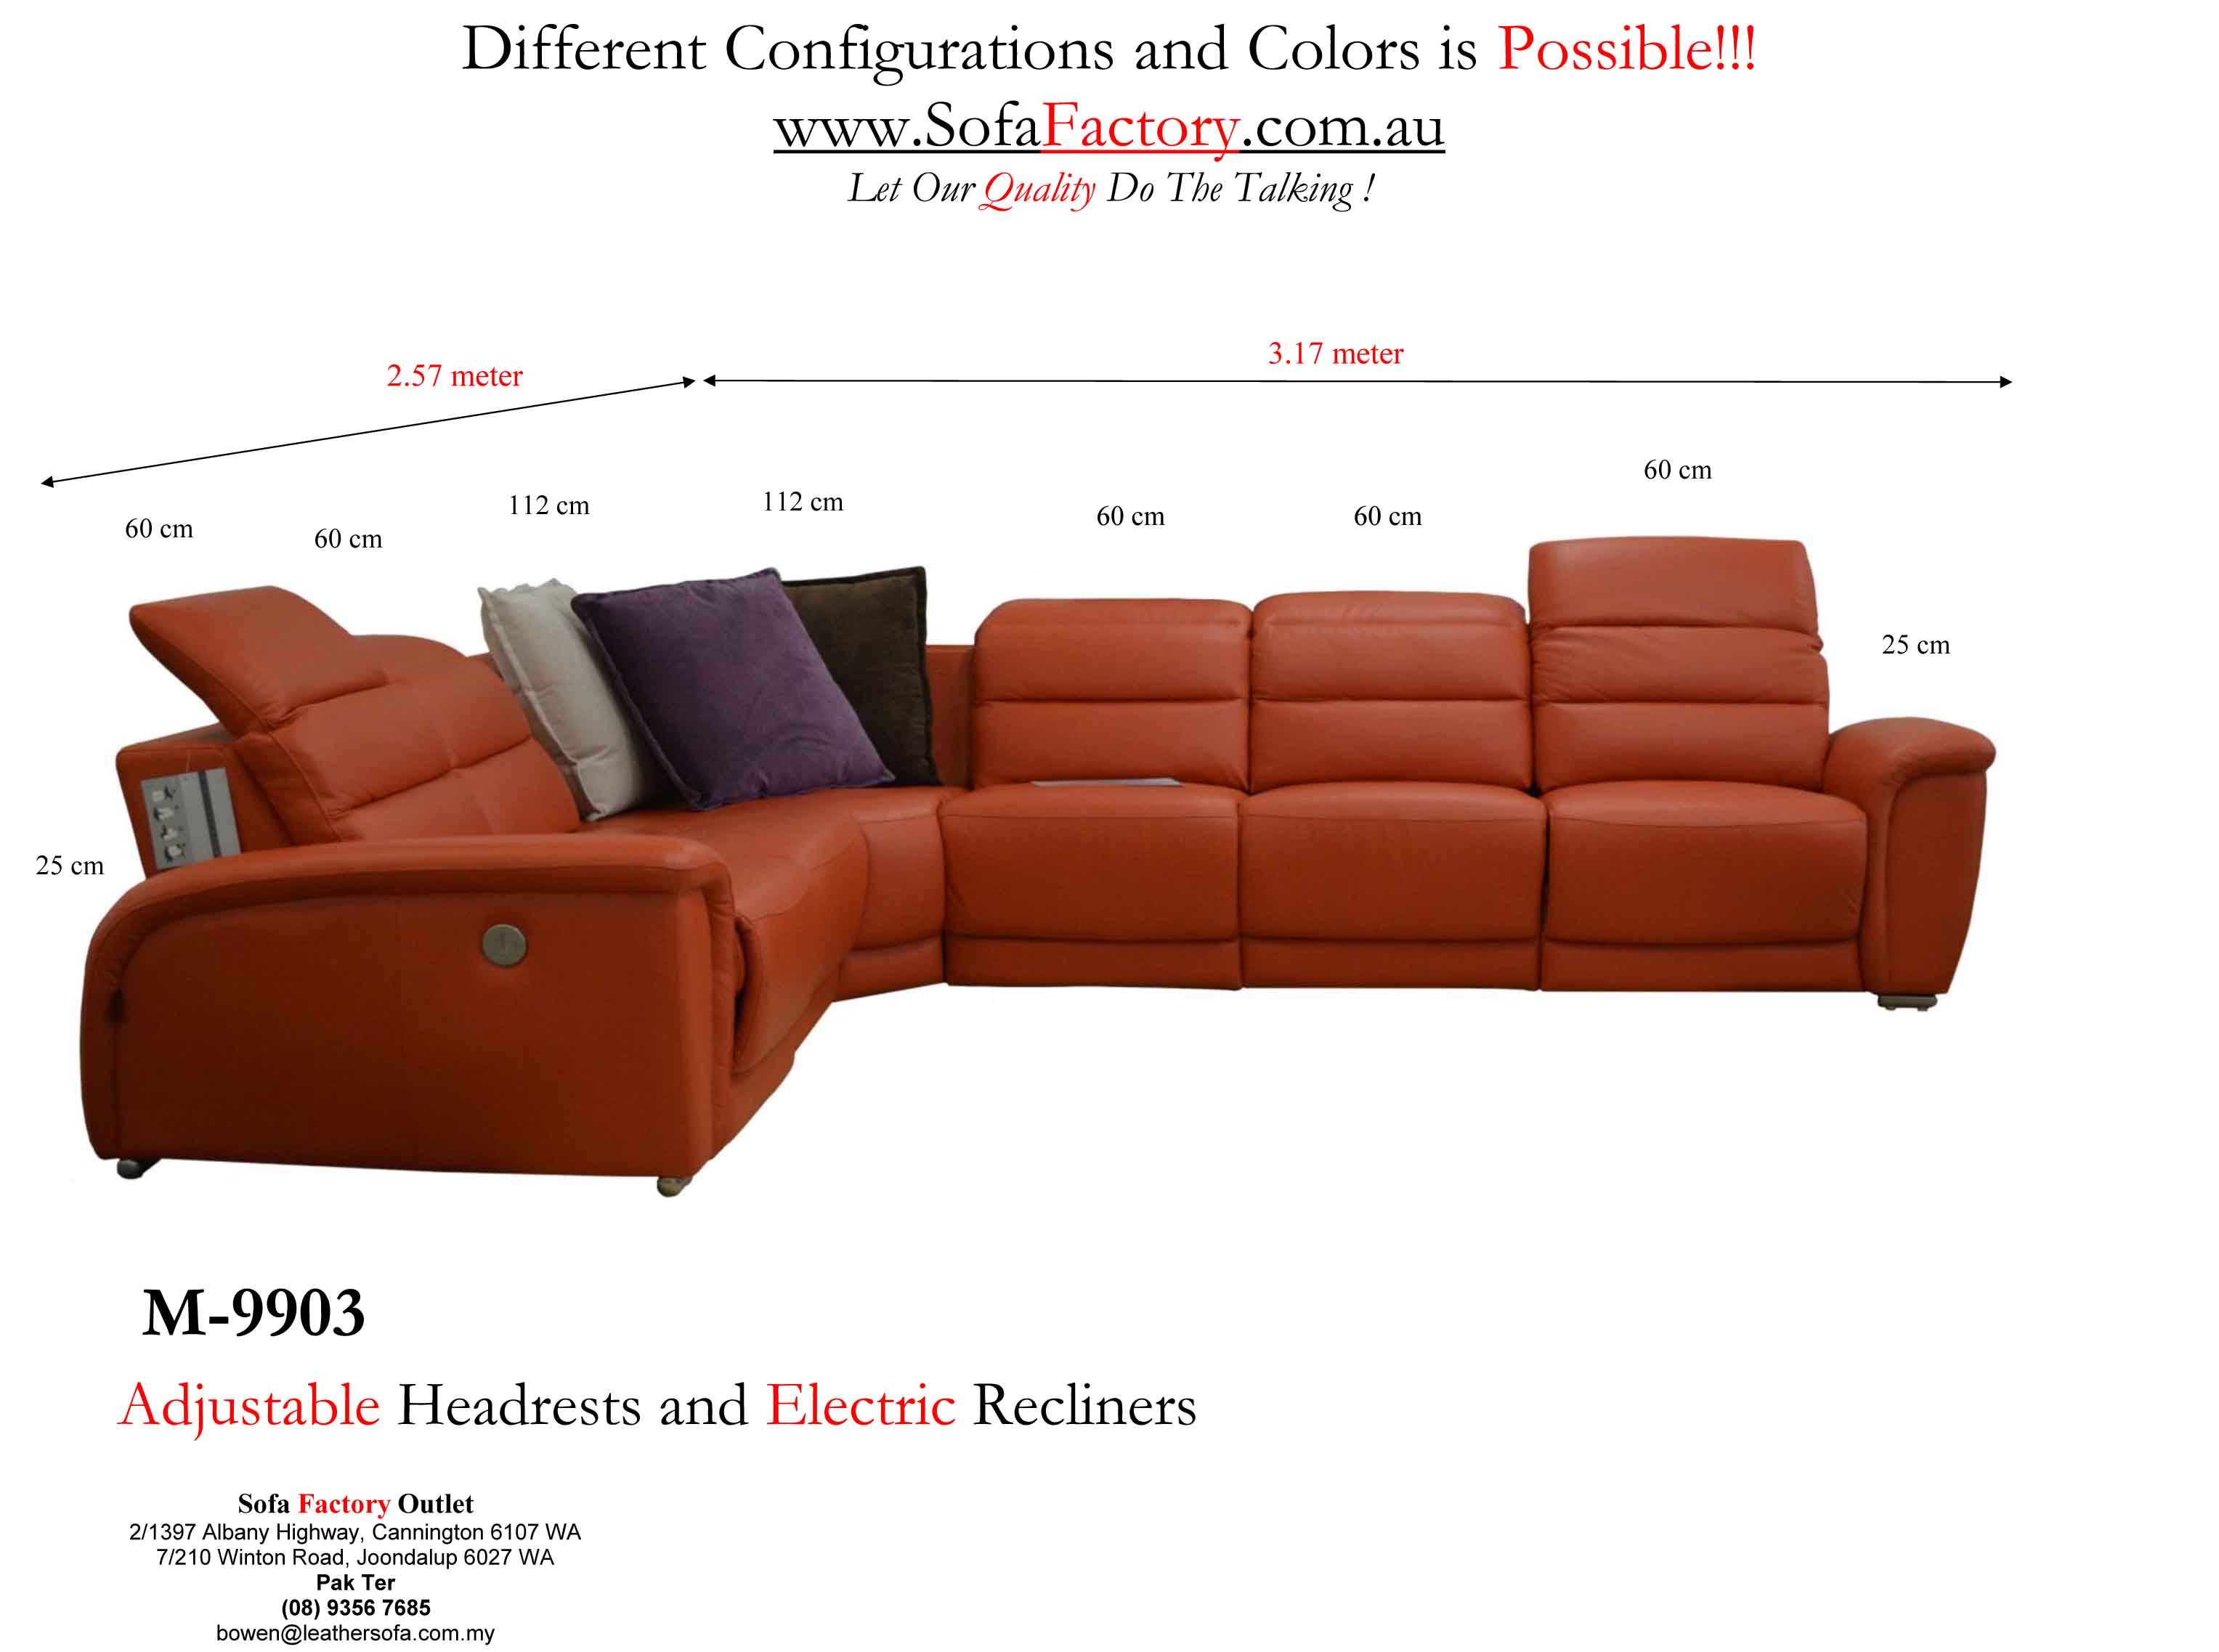 Different Configurations and Colors is Possible!!!
www.SofaFactory.com.au
Let Our Quality Do The Talking !
2.57 meter
3.17 meter
60 cm
60 cm
112 cm
112 cm
60 cm
60 cm
60 cm
25 cm
25 cm
M-9903
Adjustable Headrests and Electric Recliners
Sofa Factory Outlet
2/1397 Albany Highway, Cannington 6107 WA
7/210 Winton Road, Joondalup 6027 WA
Pak Ter
(08) 9356 7685
bowen@leathersofa.com.my